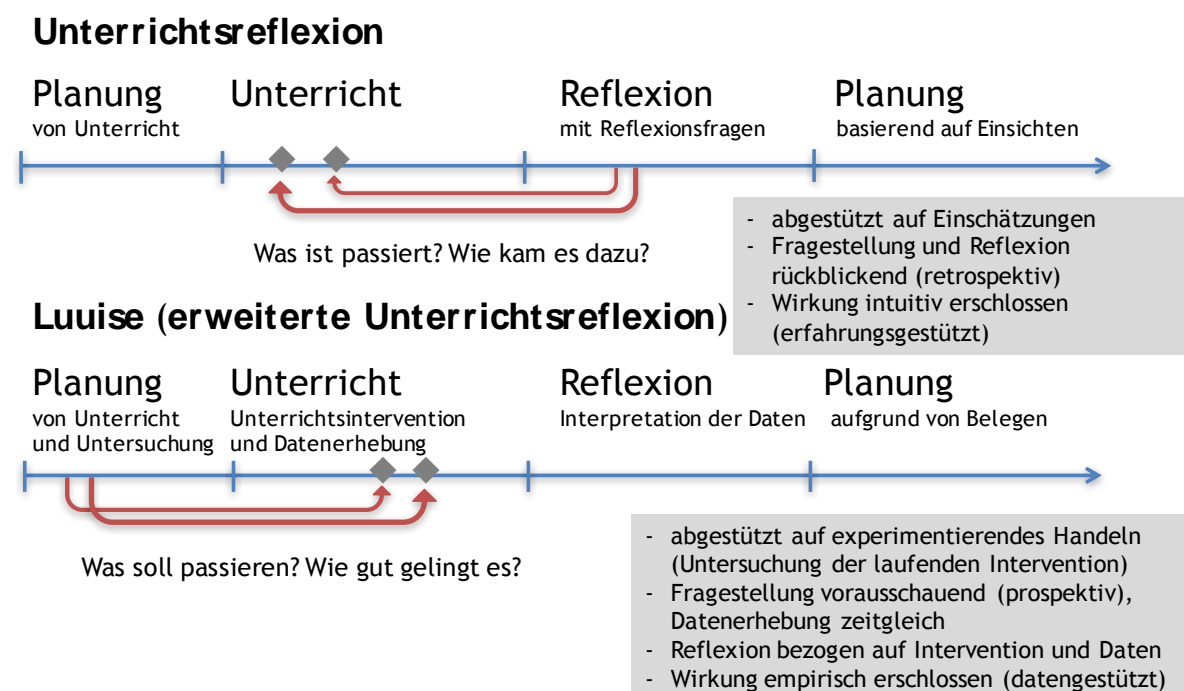 Unterrichtsreflexion
Planung
von Unterricht
Unterricht
Reflexion
mit Reflexionsfragen
Planung
basierend auf Einsichten
Was ist passiert? Wie kam es dazu?
- abgestützt auf Einschätzungen
- Fragestellung und Reflexion
rückblickend (retrospektiv)
- Wirkung intuitiv erschlossen
(erfahrungsgestützt)
Luuise (erweiterte Unterrichtsreflexion)
Planung
von Unterricht
und Untersuchung
Unterricht
Unterrichtsintervention
und Datenerhebung
Reflexion
Interpretation der Daten
Planung
aufgrund von Belegen
Was soll passieren? Wie gut gelingt es?
- abgestützt auf experimentierendes Handeln
(Untersuchung der laufenden Intervention)
- Fragestellung vorausschauend (prospektiv),
Datenerhebung zeitgleich
- Reflexion bezogen auf Intervention und Daten
- Wirkung empirisch erschlossen (datengestützt)